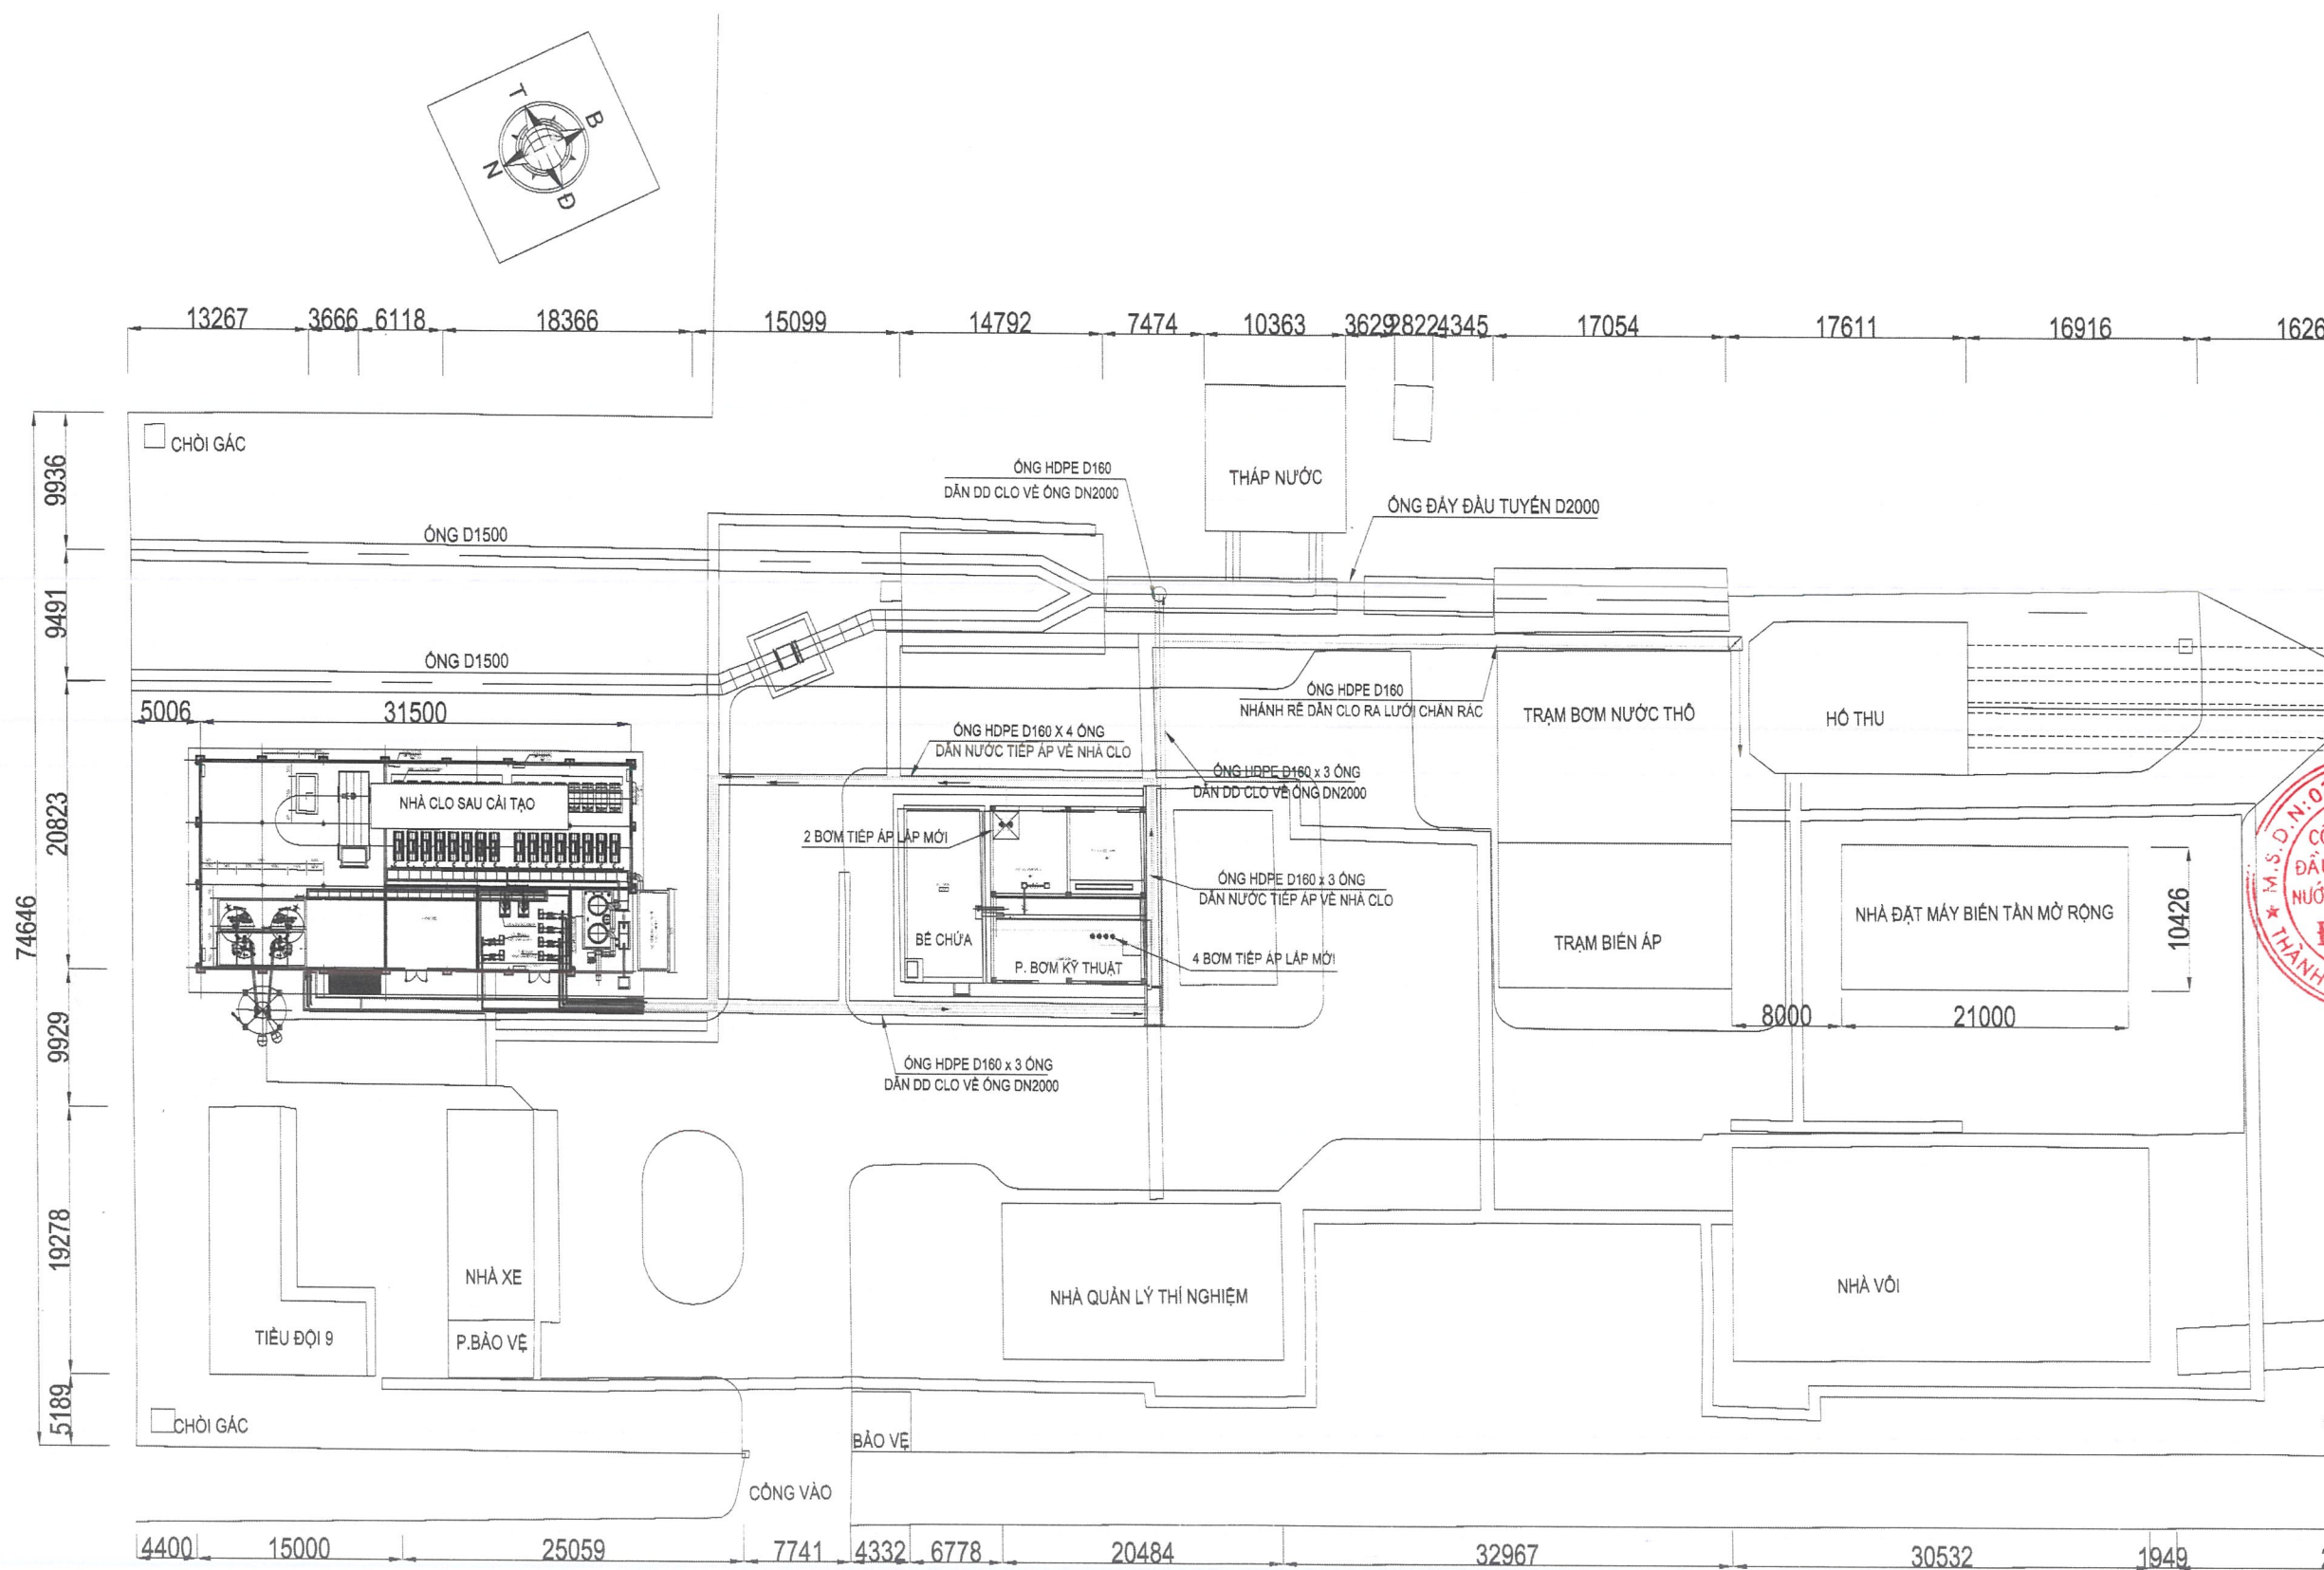 T
B
N
Đ
13267
3666
6118
18366
15099
14792
7474
10363
3629
2822
4345
17054
17611
16916
1626
CHÒI GÁC
ỐNG HDPE D160
DẪN DD CLO VỀ ỐNG DN2000
THÁP NƯỚC
ỐNG ĐẨY ĐẦU TUYẾN D2000
ỐNG D1500
ỐNG D1500
9936
9491
20823
74646
9929
19278
5189
5006
31500
ỐNG HDPE D160
NHÁNH RẼ DẪN CLO RA LƯỚI CHẮN RÁC
TRẠM BƠM NƯỚC THÔ
HỐ THU
ỐNG HDPE D160 X 4 ỐNG
DẪN NƯỚC TIẾP ÁP VỀ NHÀ CLO
ỐNG HDPE D160 x 3 ỐNG
DẪN DD CLO VỀ ỐNG DN2000
NHÀ CLO SAU CẢI TẠO
2 BƠM TIẾP ÁP LẮP MỚI
ỐNG HDPE D160 x 3 ỐNG
DẪN NƯỚC TIẾP ÁP VỀ NHÀ CLO
BỂ CHỨA
P. BƠM KỸ THUẬT
4 BƠM TIẾP ÁP LẮP MỚI
TRẠM BIẾN ÁP
NHÀ ĐẶT MÁY BIẾN TẦN MỞ RỘNG
10426
8000
21000
M.S.D.N:0
CÔ
ĐẦ
NƯỚ
THÀNH
ỐNG HDPE D160 x 3 ỐNG
DẪN DD CLO VỀ ỐNG DN2000
NHÀ XE
TIỂU ĐỘI 9
P.BẢO VỆ
NHÀ QUẢN LÝ THÍ NGHIỆM
NHÀ VÔI
CHÒI GÁC
BẢO VỆ
CỔNG VÀO
4400
15000
25059
7741
4332
6778
20484
32967
30532
1949